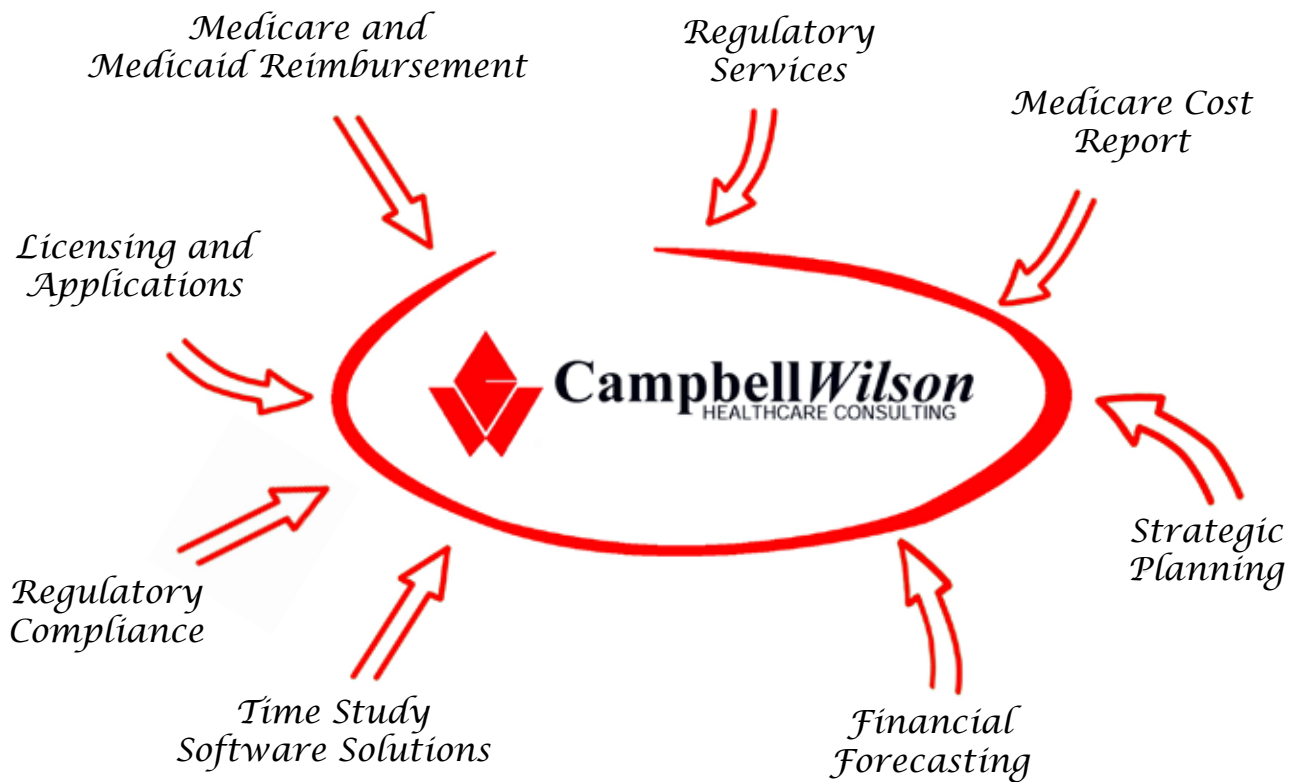 Medicare and
Medicaid Reimbursement
Regulatory
Services
Medicare Cost
Report
Licensing and
Applications
CampbellWilson
HEALTHCARE CONSULTING
Strategic
Planning
Regulatory
Compliance
Time Study
Software Solutions
Financial
Forecasting